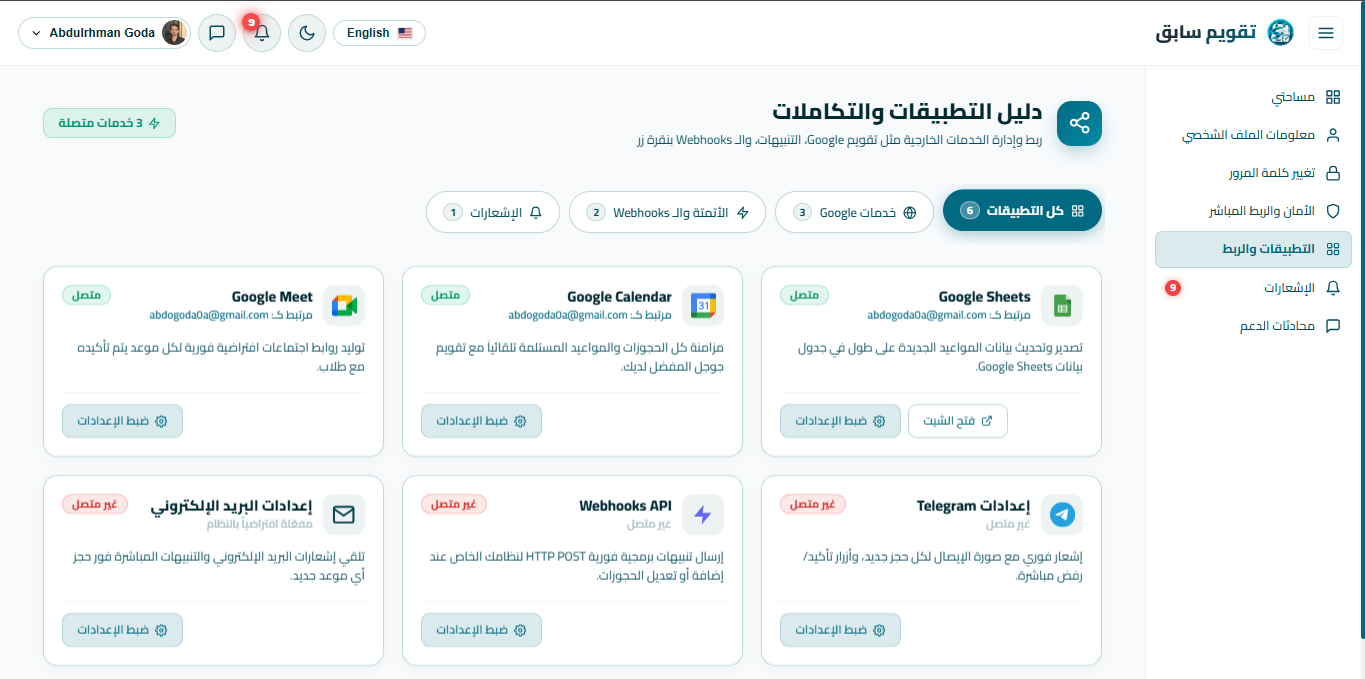 تقويم سابق
English
9
Abdulrhman Goda
مساحتي
معلومات الملف الشخصي
تغيير كلمة المرور
الأمان والربط المباشر
التطبيقات والربط
الإشعارات
9
محادثات الدعم
دليل التطبيقات والتكاملات
ربط وإدارة الخدمات الخارجية مثل تقويم Google، التنبيهات، والـ Webhooks بنقرة زر
3 خدمات متصلة
كل التطبيقات 6
خدمات Google 3
الأتمتة والـ Webhooks 2
الإشعارات 1
Google Sheets
متصل
مرتبط كـ: abdogoda0a@gmail.com
تصدير وتحديث بيانات المواعيد الجديدة على طول في جدول
بيانات Google Sheets.
فتح الشيت
ضبط الإعدادات
Google Calendar
متصل
مرتبط كـ: abdogoda0a@gmail.com
مزامنة كل الحجوزات والمواعيد المستلمة تلقائياً مع تقويم
جوجل المفضل لديك.
ضبط الإعدادات
Google Meet
متصل
مرتبط كـ: abdogoda0a@gmail.com
توليد روابط اجتماعات افتراضية فورية لكل موعد يتم تأكيده
مع طلاب.
ضبط الإعدادات
إعدادات Telegram
غير متصل
غير متصل
إشعار فوري مع صورة الإيصال لكل حجز جديد، وأزرار تأكيد/
رفض مباشرة.
ضبط الإعدادات
Webhooks API
غير متصل
غير متصل
إرسال تنبيهات برمجية فورية HTTP POST لنظامك الخاص عند
إضافة أو تعديل الحجوزات.
ضبط الإعدادات
إعدادات البريد الإلكتروني
غير متصل
مفعّلة افتراضياً بالنظام
تلقي إشعارات البريد الإلكتروني والتنبيهات المباشرة فور حجز
أي موعد جديد.
ضبط الإعدادات